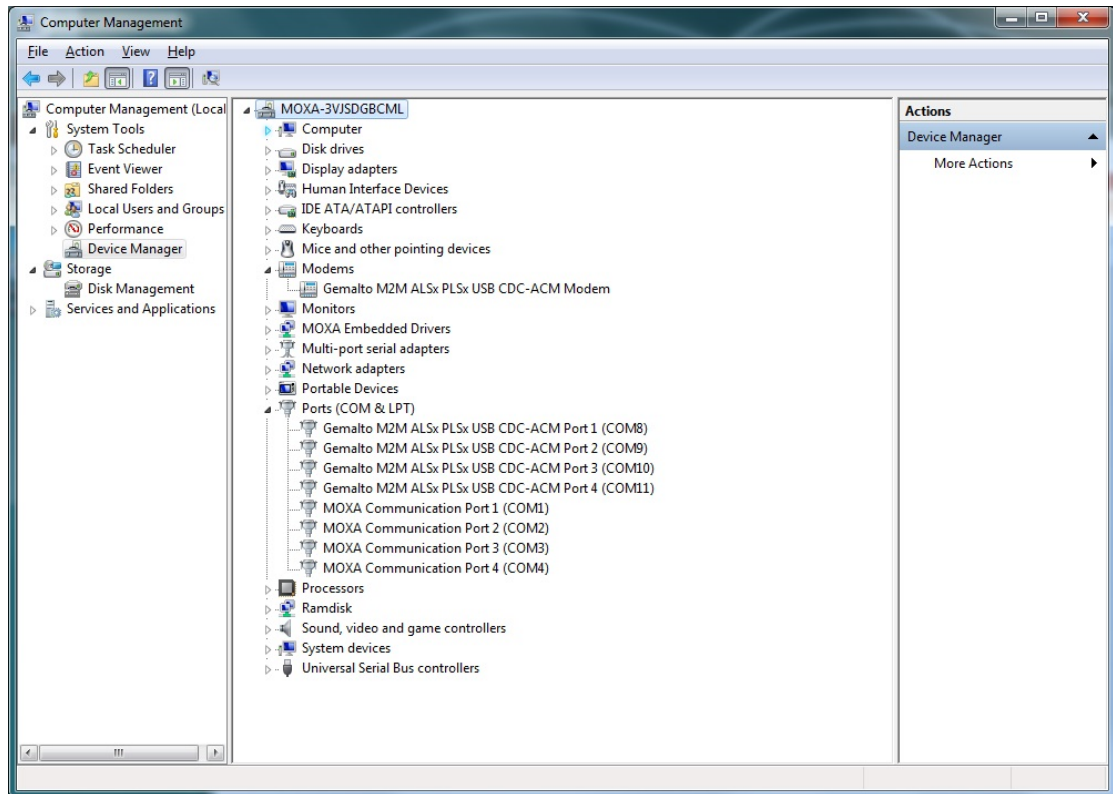 Computer Management
File Action View Help
Computer Management (Local
System Tools
Task Scheduler
Event Viewer
Shared Folders
Local Users and Groups
Performance
Device Manager
Storage
Disk Management
Services and Applications
MOXA-3VJSDGBCML
Computer
Disk drives
Display adapters
Human Interface Devices
IDE ATA/ATAPI controllers
Keyboards
Mice and other pointing devices
Modems
Gemalto M2M ALSx PLSx USB CDC-ACM Modem
Monitors
MOXA Embedded Drivers
Multi-port serial adapters
Network adapters
Portable Devices
Ports (COM & LPT)
Gemalto M2M ALSx PLSx USB CDC-ACM Port 1 (COM8)
Gemalto M2M ALSx PLSx USB CDC-ACM Port 2 (COM9)
Gemalto M2M ALSx PLSx USB CDC-ACM Port 3 (COM10)
Gemalto M2M ALSx PLSx USB CDC-ACM Port 4 (COM11)
MOXA Communication Port 1 (COM1)
MOXA Communication Port 2 (COM2)
MOXA Communication Port 3 (COM3)
MOXA Communication Port 4 (COM4)
Processors
Ramdisk
Sound, video and game controllers
System devices
Universal Serial Bus controllers
Actions
Device Manager
More Actions